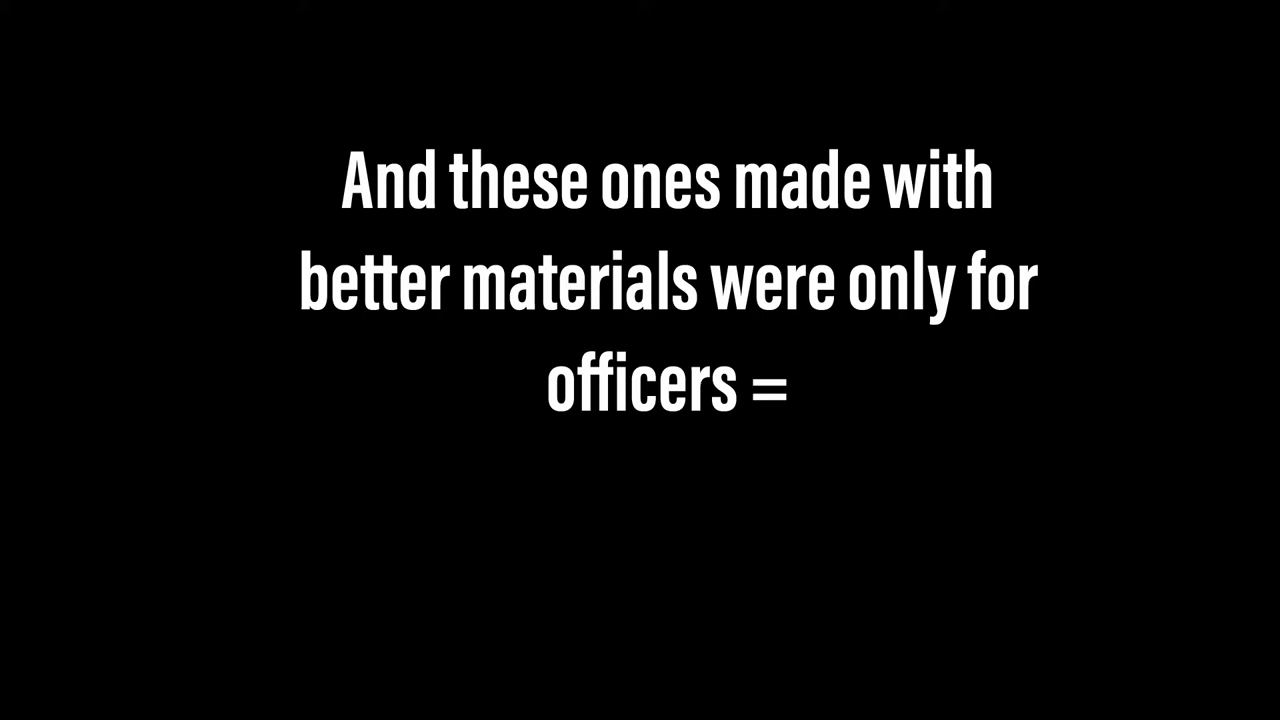 And these ones made with
better materials were only for
officers =